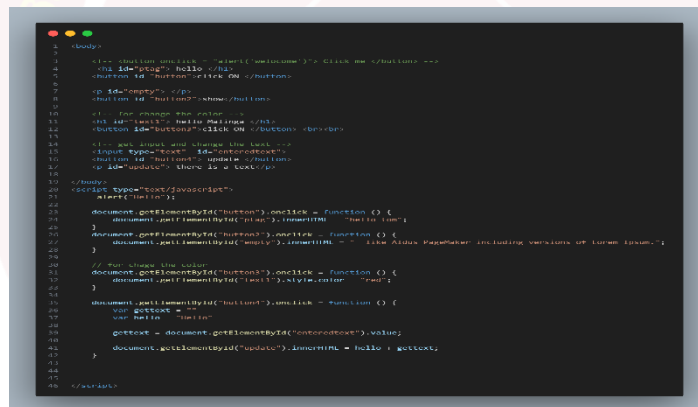 1 <body>
2
3 <!-- <button onclick = "alert('welocome')"> Click me </button> -->
4 <h1 id="ptag"> hello </h1>
5 <button id="button">click ON </button>
6
7 <p id="empty"> </p>
8 <button id="button2">show</button>
9
10 <!-- for change the color -->
11 <h1 id="text1"> hello Malinga </h1>
12 <button id="button3">click ON </button> <br><br>
13
14 <!-- get input and change the text -->
15 <input type="text" id="enteredtext">
16 <button id="button4"> update </button>
17 <p id="update"> there is a text</p>
18
19 </body>
20 <script type="text/javascript">
21 alert("Hello");
22
23 document.getElementById("button").onclick = function () {
24 document.getElementById("ptag").innerHTML = "hello tom";
25 }
26 document.getElementById("button2").onclick = function () {
27 document.getElementById("empty").innerHTML = " like Aldus PageMaker including versions of Lorem Ipsum.";
28 }
29
30 // for chage the color
31 document.getElementById("button3").onclick = function () {
32 document.getElementById("text1").style.color = "red";
33 }
34
35 document.getElementById("button4").onclick = function () {
36 var gettext = ""
37 var hello = "Hello"
38
39 gettext = document.getElementById("enteredtext").value;
40
41 document.getElementById("update").innerHTML = hello + gettext;
42 }
43
44
45
46 </script>